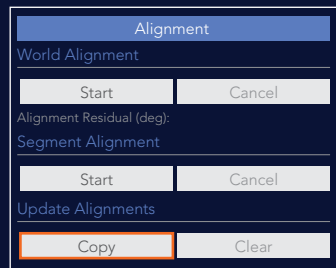 Alignment
World Alignment
Start Cancel
Alignment Residual (deg):
Segment Alignment
Start Cancel
Update Alignments
Copy Clear